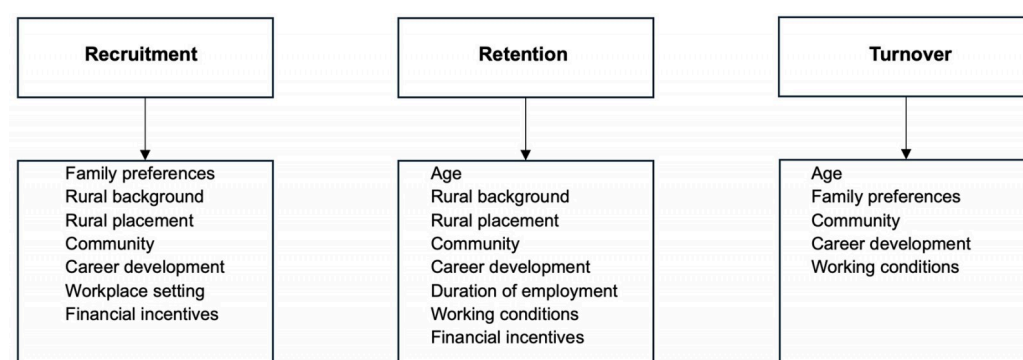 Recruitment
Family preferences
Rural background
Rural placement
Community
Career development
Workplace setting
Financial incentives
Retention
Age
Rural background
Rural placement
Community
Career development
Duration of employment
Working conditions
Financial incentives
Turnover
Age
Family preferences
Community
Career development
Working conditions